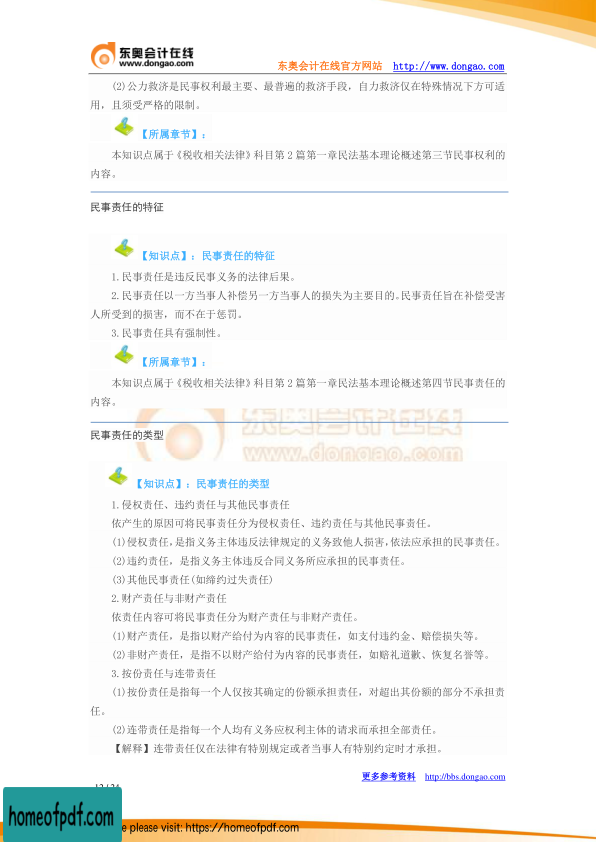 东奥会计在线
www.dongao.com
东奥会计在线官方网站 http://www.dongao.com
(2)公力救济是民事权利最主要、最普遍的救济手段，自力救济仅在特殊情况下方可适
用，且须受严格的限制。
【所属章节】：
本知识点属于《税收相关法律》科目第 2 篇第一章民法基本理论概述第三节民事权利的
内容。
民事责任的特征
【知识点】：民事责任的特征
1.民事责任是违反民事义务的法律后果。
2.民事责任以一方当事人补偿另一方当事人的损失为主要目的。民事责任旨在补偿受害
人所受到的损害，而不在于惩罚。
3.民事责任具有强制性。
【所属章节】：
本知识点属于《税收相关法律》科目第 2 篇第一章民法基本理论概述第四节民事责任的
内容。
东奥会计在线
www.dongao.com
民事责任的类型
【知识点】：民事责任的类型
1.侵权责任、违约责任与其他民事责任
依产生的原因可将民事责任分为侵权责任、违约责任与其他民事责任。
(1)侵权责任，是指义务主体违反法律规定的义务致他人损害，依法应承担的民事责任。
(2)违约责任，是指义务主体违反合同义务所应承担的民事责任。
(3)其他民事责任(如缔约过失责任)
2.财产责任与非财产责任
依责任内容可将民事责任分为财产责任与非财产责任。
(1)财产责任，是指以财产给付为内容的民事责任，如支付违约金、赔偿损失等。
(2)非财产责任，是指不以财产给付为内容的民事责任，如赔礼道歉、恢复名誉等。
3.按份责任与连带责任
(1)按份责任是指每一个人仅按其确定的份额承担责任，对超出其份额的部分不承担责
任。
(2)连带责任是指每一个人均有义务应权利主体的请求而承担全部责任。
【解释】连带责任仅在法律有特别规定或者当事人有特别约定时才承担。
更多参考资料 http://bbs.dongao.com
homeofpdf.com
please visit: https://homeofpdf.com